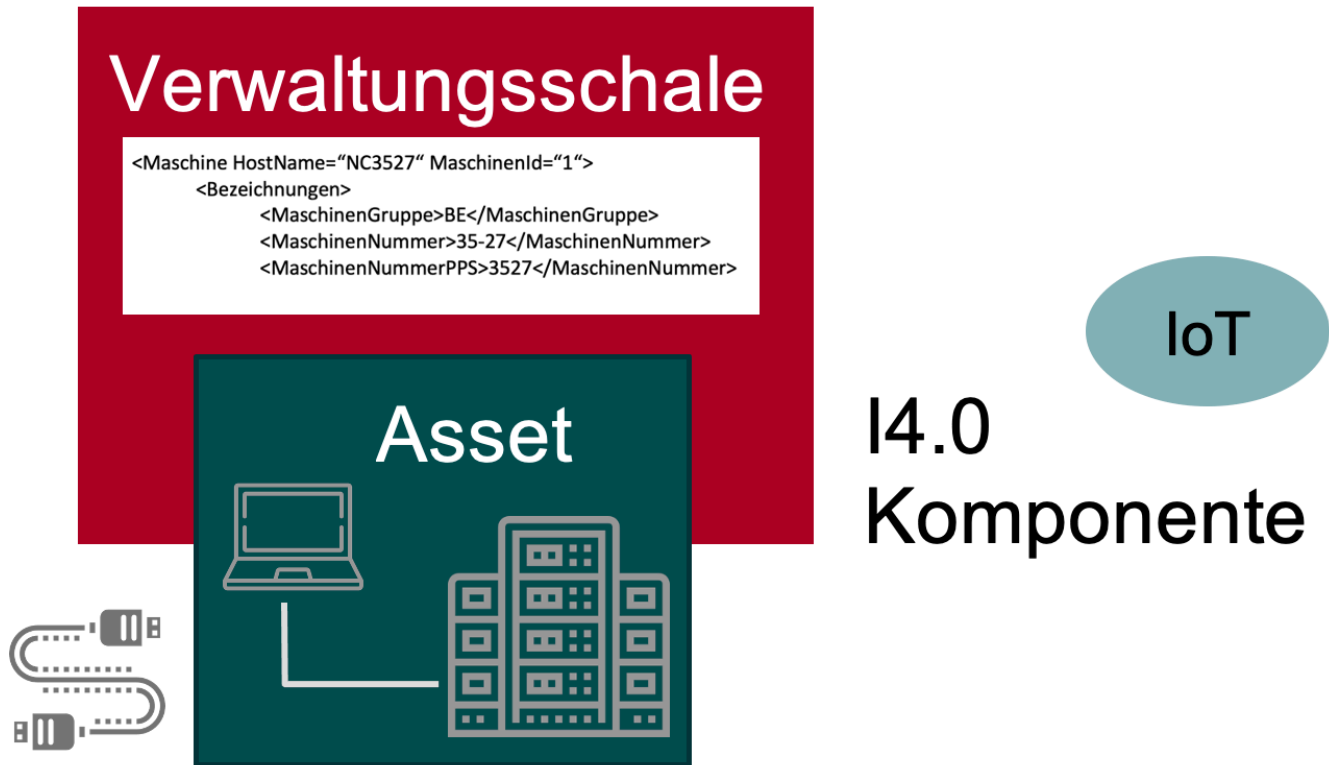 Verwaltungsschale
<Maschine HostName=“NC3527“ MaschinenId=“1“>
<Bezeichnungen>
<MaschinenGruppe>BE</MaschinenGruppe>
<MaschinenNummer>35-27</MaschinenNummer>
<MaschinenNummerPPS>3527</MaschinenNummer>
Asset
IoT
I4.0
Komponente